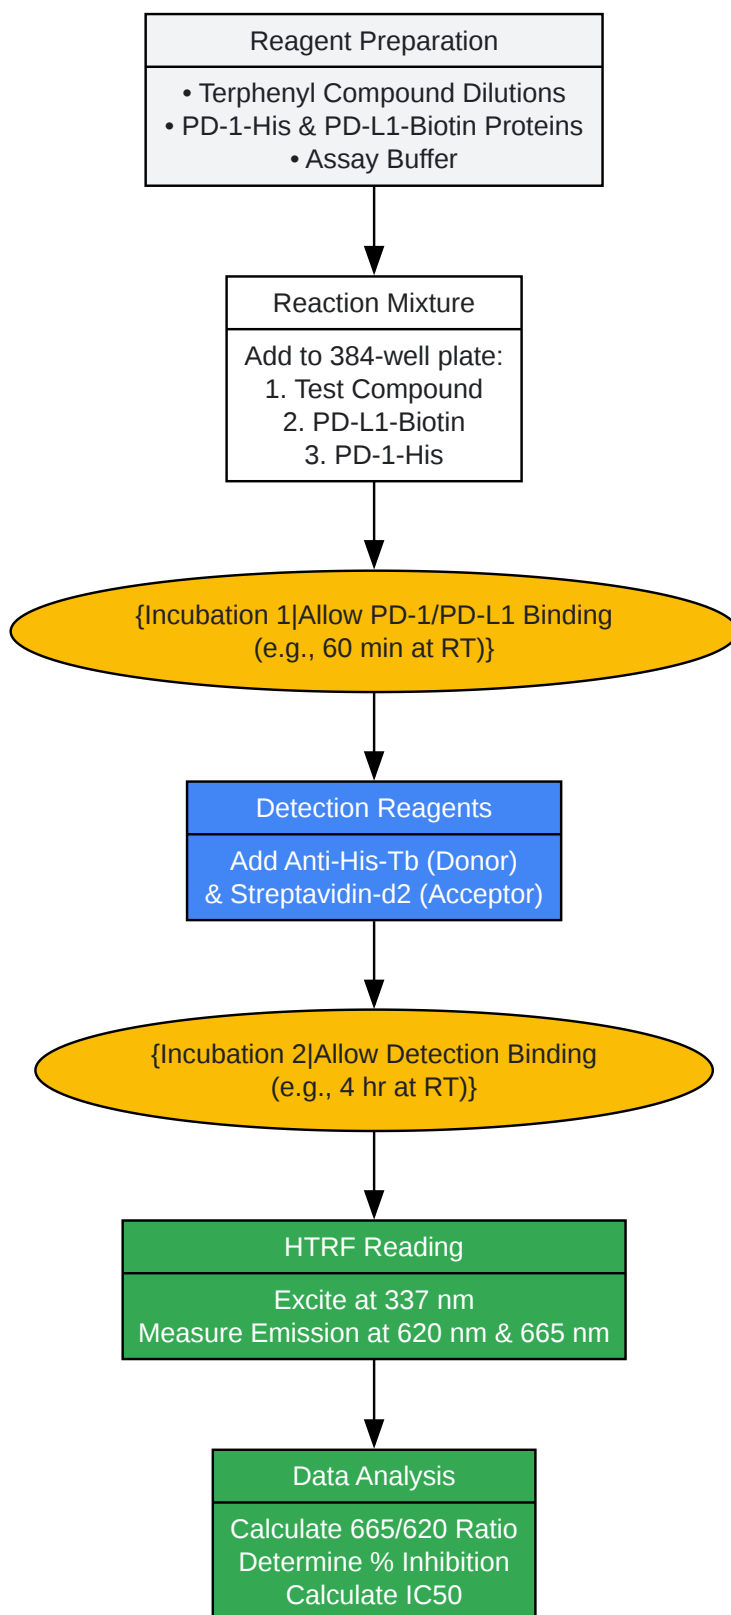 Reagent Preparation
• Terphenyl Compound Dilutions
• PD-1-His & PD-L1-Biotin Proteins
• Assay Buffer
Reaction Mixture
Add to 384-well plate:
1. Test Compound
2. PD-L1-Biotin
3. PD-1-His
{Incubation 1|Allow PD-1/PD-L1 Binding
(e.g., 60 min at RT)}
Detection Reagents
Add Anti-His-Tb (Donor)
& Streptavidin-d2 (Acceptor)
{Incubation 2|Allow Detection Binding
(e.g., 4 hr at RT)}
HTRF Reading
Excite at 337 nm
Measure Emission at 620 nm & 665 nm
Data Analysis
Calculate 665/620 Ratio
Determine % Inhibition
Calculate IC50